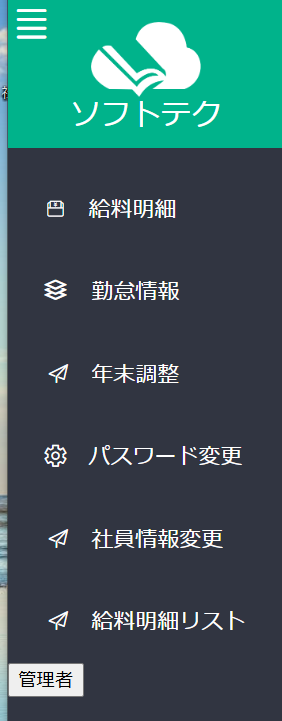 ソフトテク
給料明細
勤怠情報
年末調整
パスワード変更
社員情報変更
給料明細リスト
管理者